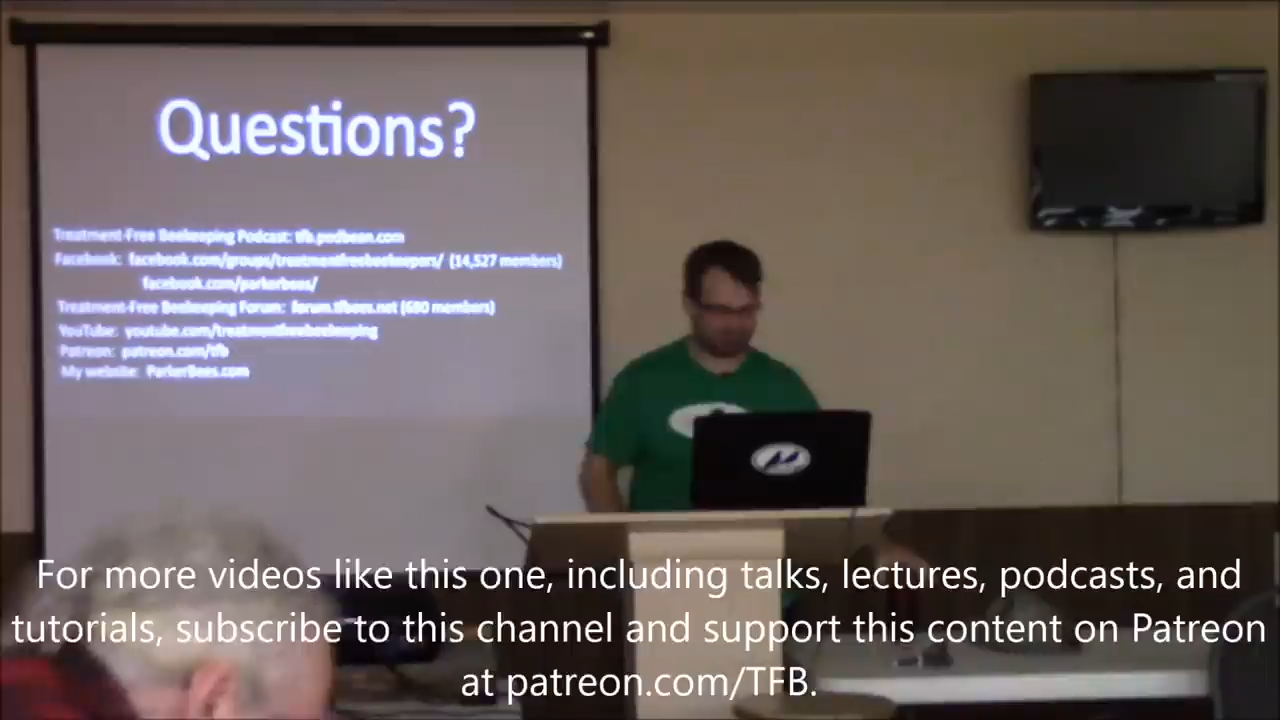 Questions?
Treatment-Free Beekeeping Podcast: tfb.podbean.com
Facebook: facebook.com/groups/treatmentfreebeekeepers/ (14,527 members)
facebook.com/parkerbees/
Treatment-Free Beekeeping Forum: forum.tfbees.net (680 members)
YouTube: youtube.com/treatmentfreebeekeeping
Patreon: patreon.com/tfb
My website: ParkerBees.com
For more videos like this one, including talks, lectures, podcasts, and
tutorials, subscribe to this channel and support this content on Patreon
at patreon.com/TFB.